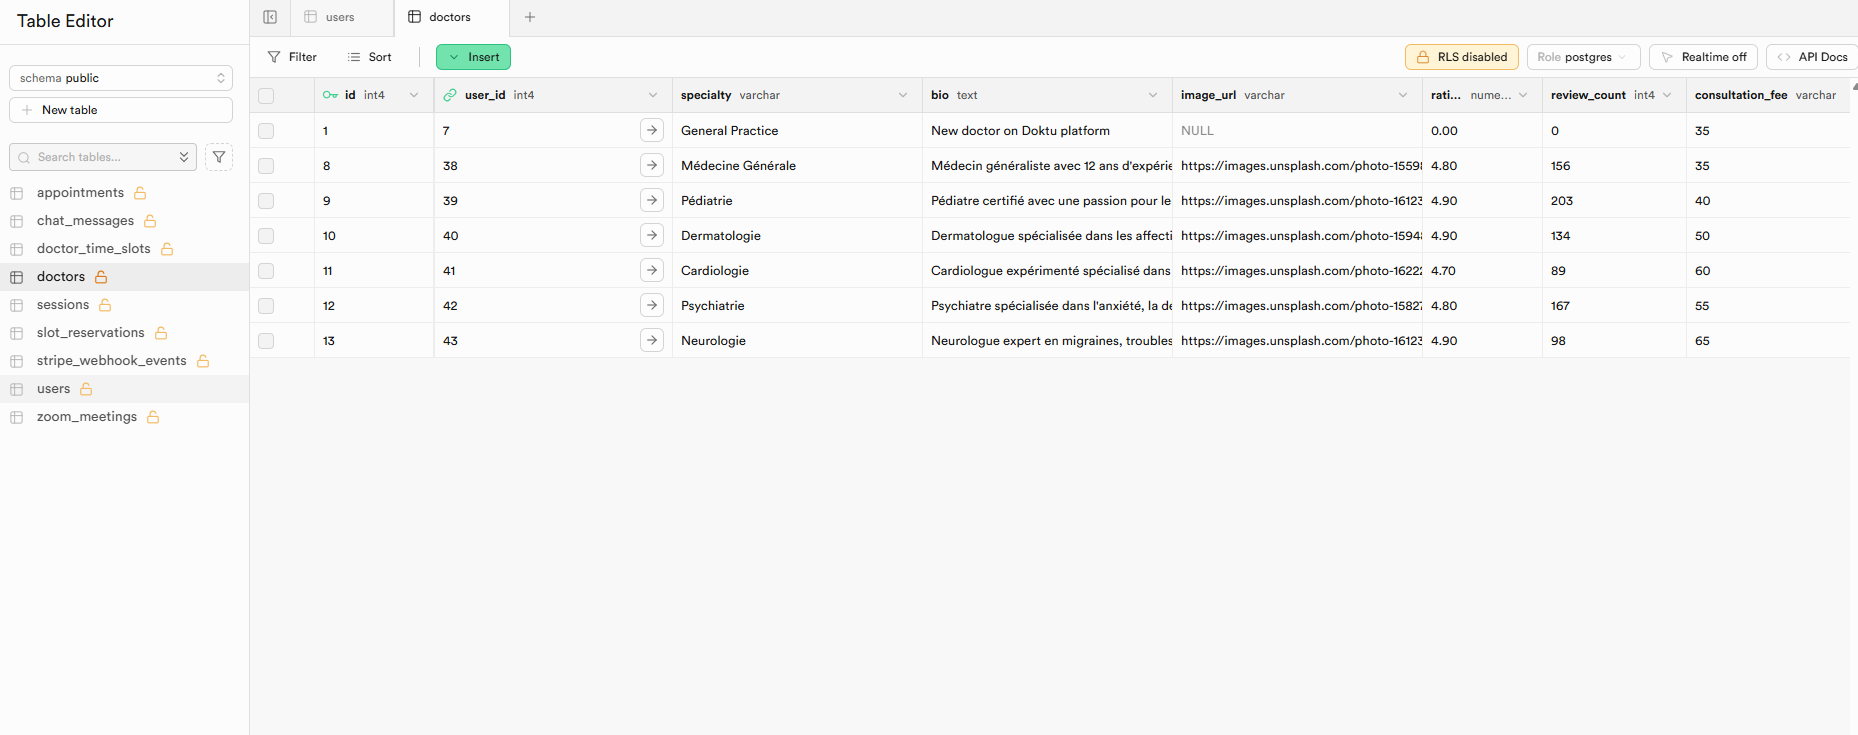 Table Editor
users
doctors
schema public
New table
Search tables...
appointments
chat_messages
doctor_time_slots
doctors
sessions
slot_reservations
stripe_webhook_events
users
zoom_meetings
Filter
Sort
Insert
RLS disabled
Role postgres
Realtime off
API Docs
id int4 user_id int4 specialty varchar bio text image_url varchar rati... nume... review_count int4 consultation_fee varchar
1 7 General Practice New doctor on Doktu platform NULL 0.00 0 35
8 38 Médecine Générale Médecin généraliste avec 12 ans d'expérie https://images.unsplash.com/photo-1559 4.80 156 35
9 39 Pédiatrie Pédiatre certifié avec une passion pour le https://images.unsplash.com/photo-16123 4.90 203 40
10 40 Dermatologie Dermatologue spécialisée dans les affecti https://images.unsplash.com/photo-1594 4.90 134 50
11 41 Cardiologie Cardiologue expérimenté spécialisé dans https://images.unsplash.com/photo-1622 4.70 89 60
12 42 Psychiatrie Psychiatre spécialisée dans l'anxiété, la de https://images.unsplash.com/photo-1582 4.80 167 55
13 43 Neurologie Neurologue expert en migraines, troubles https://images.unsplash.com/photo-16123 4.90 98 65